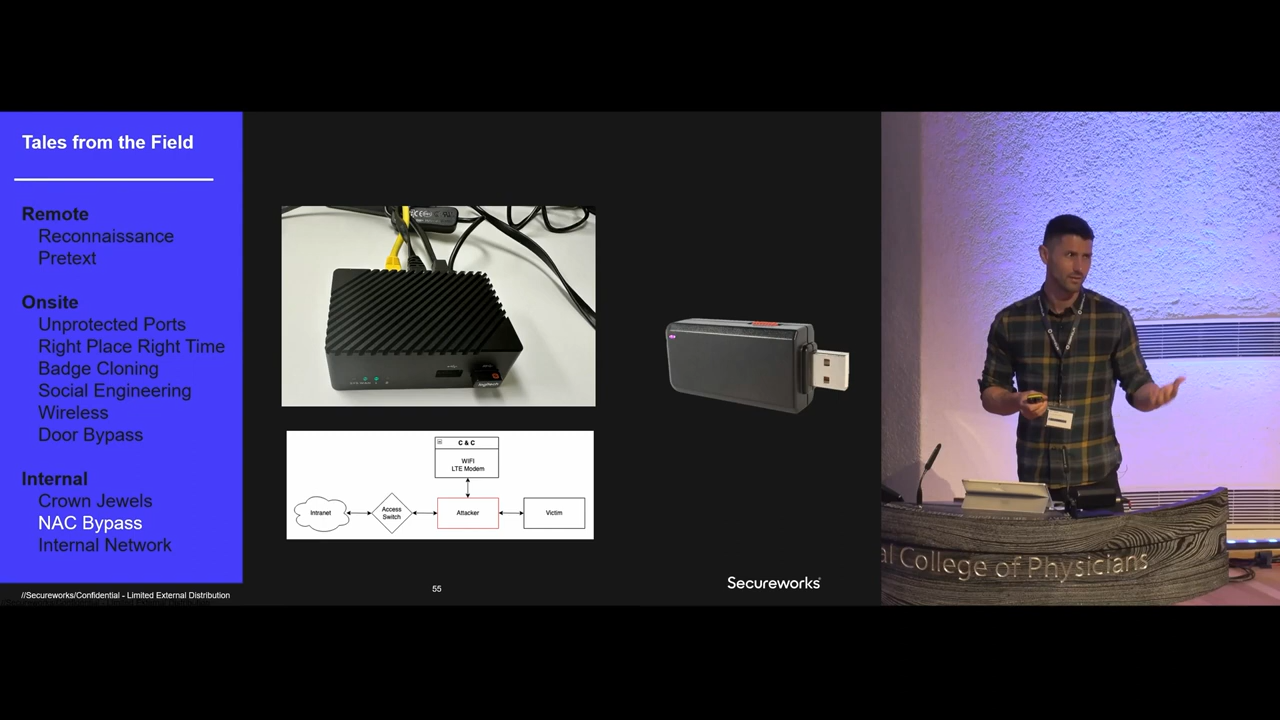 Tales from the Field
Remote
Reconnaissance
Pretext
Onsite
Unprotected Ports
Right Place Right Time
Badge Cloning
Social Engineering
Wireless
Door Bypass
Internal
Crown Jewels
NAC Bypass
Internal Network
C & C
WIFI
LTE Modem
Intranet
Access
Switch
Attacker
Victim
logitech
//Secureworks/Confidential - Limited External Distribution
55
Secureworks
al College of Physicians